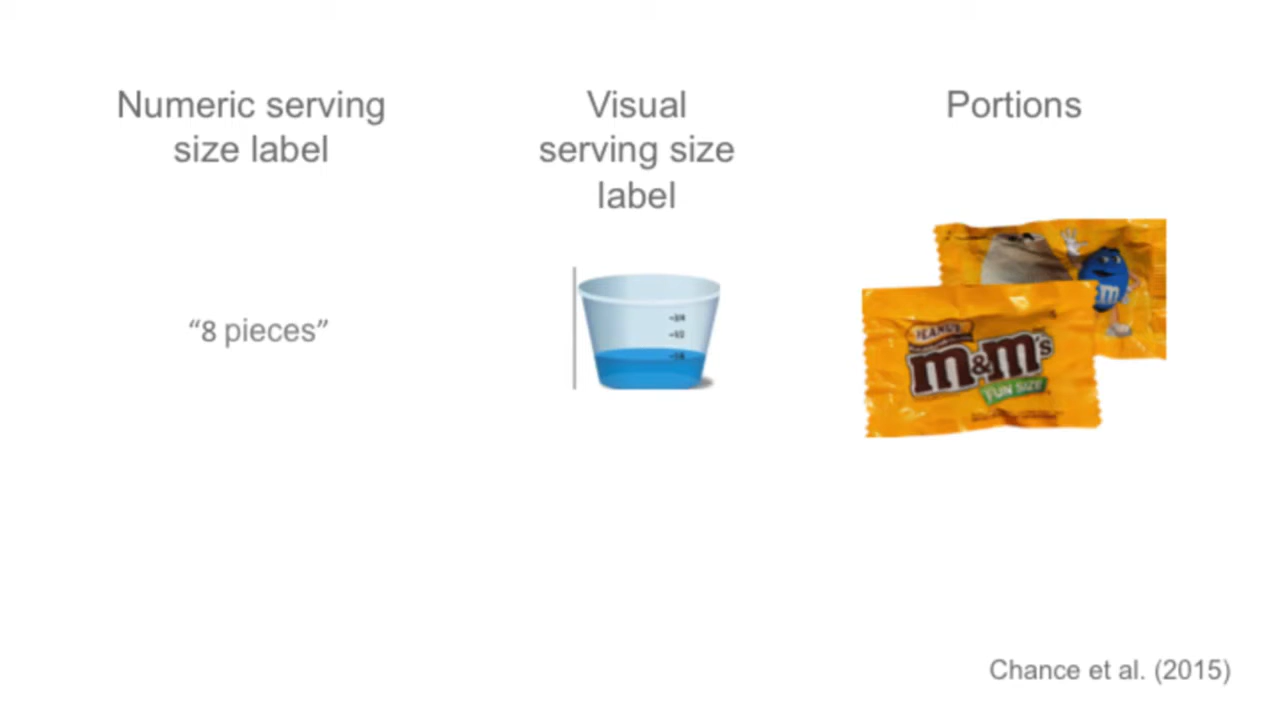 Numeric serving
size label
Visual
serving size
label
Portions
“8 pieces”
PEANUT
m
m&m's
FUN SIZE
Chance et al. (2015)